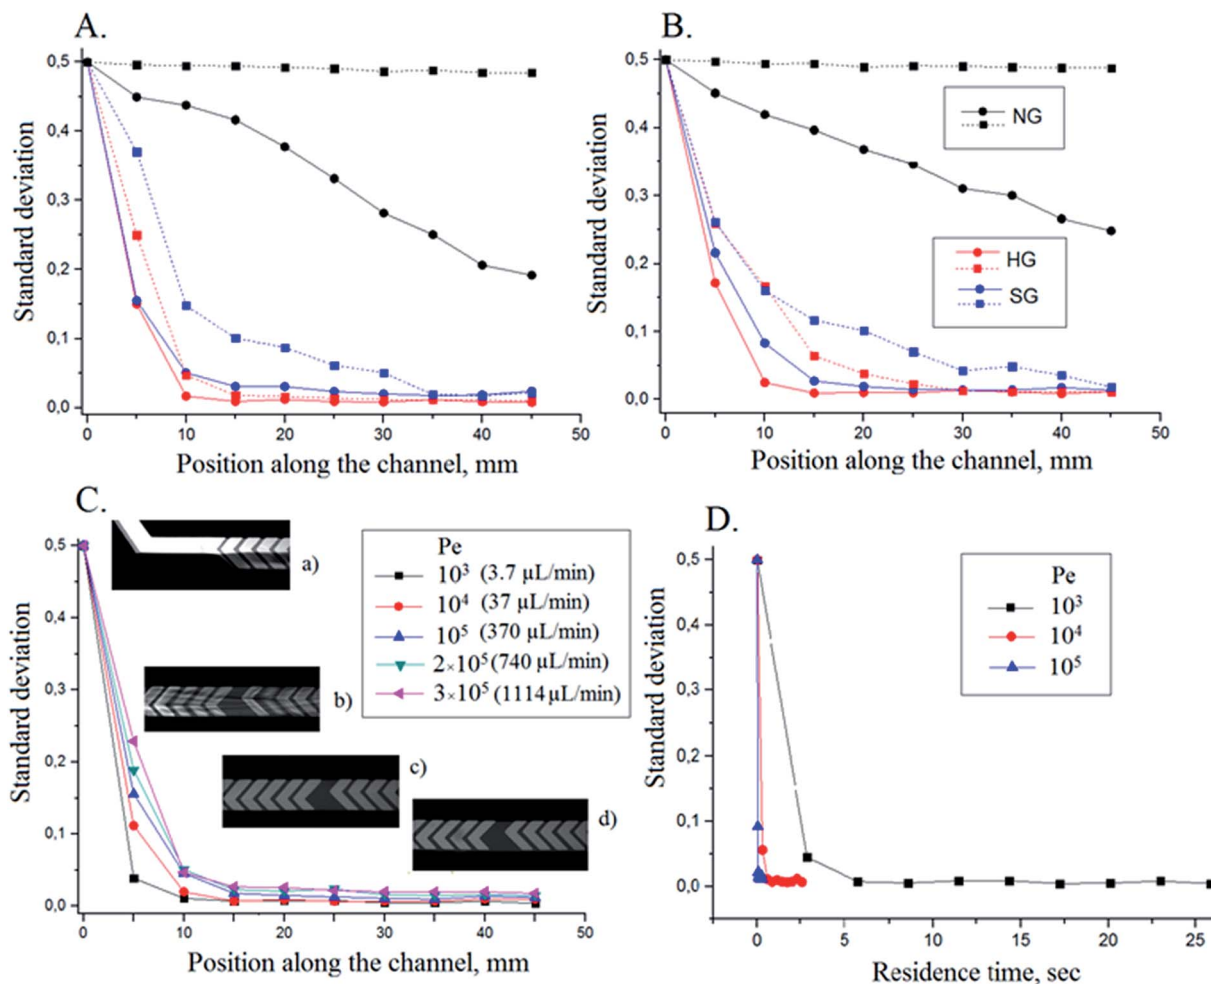 A.
Standard deviation
0,5
0,4
0,3
0,2
0,1
0,0
0 10 20 30 40 50
Position along the channel, mm
B.
Standard deviation
0,5
0,4
0,3
0,2
0,1
0,0
NG
HG
SG
0 10 20 30 40 50
Position along the channel, mm
C.
Standard deviation
0,5
0,4
0,3
0,2
0,1
0,0
a)
b)
c)
d)
Pe
10³ (3.7 µL/min)
10⁴ (37 µL/min)
10⁵ (370 µL/min)
2×10⁵ (740 µL/min)
3×10⁵ (1114 µL/min)
0 10 20 30 40 50
Position along the channel, mm
D.
Standard deviation
0,5
0,4
0,3
0,2
0,1
0,0
Pe
10³
10⁴
10⁵
0 5 10 15 20 25
Residence time, sec